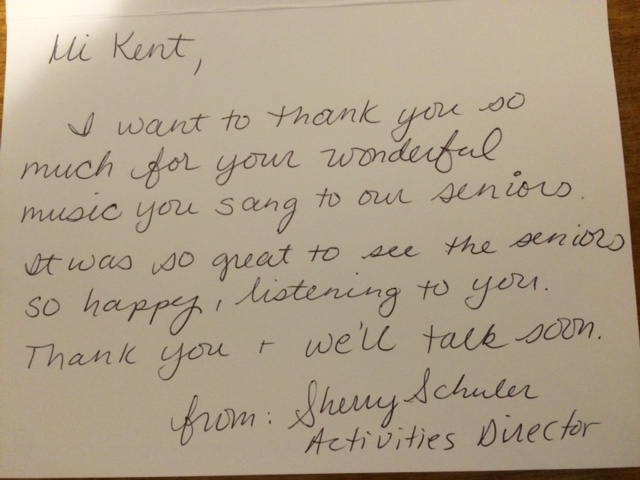 Hi Kent,
I want to thank you so
much for your wonderful
music you sang to our seniors.
It was so great to see the seniors
so happy, listening to you.
Thank you + we'll talk soon.
from: Sherry Schuler
Activities Director